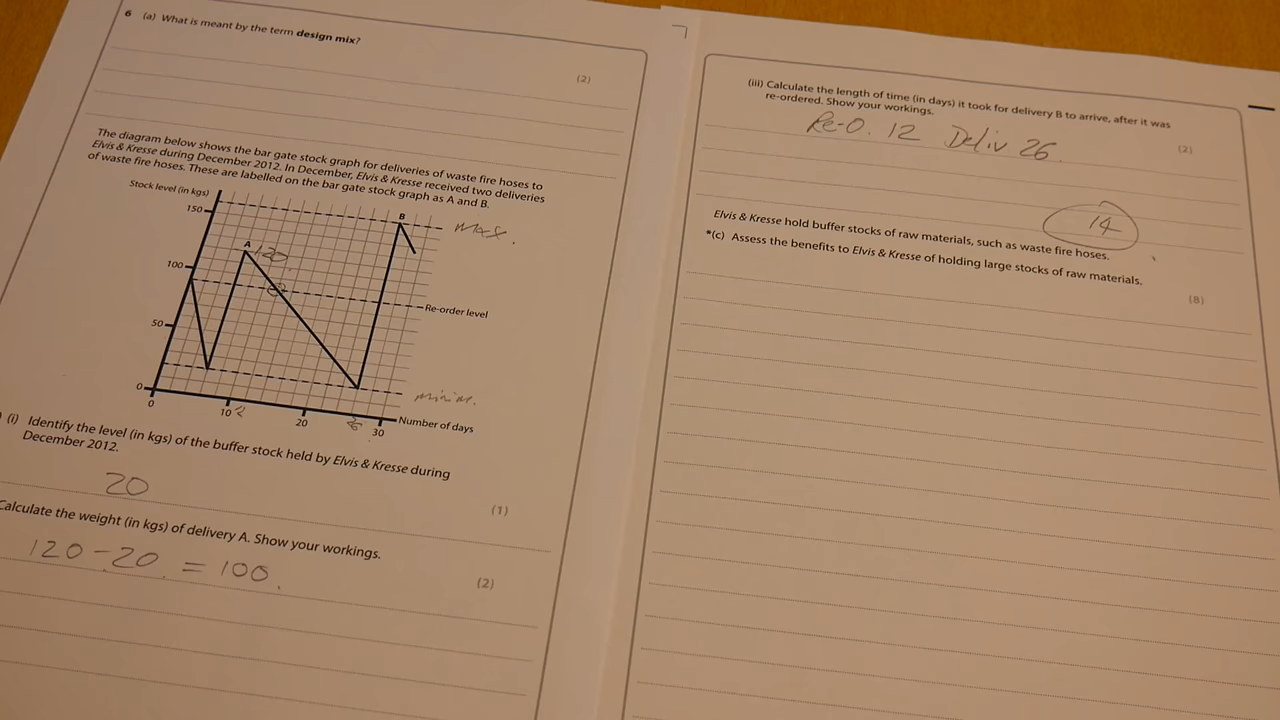 6 (a) What is meant by the term design mix?
(2)
The diagram below shows the bar gate stock graph for deliveries of waste fire hoses to
Elvis & Kresse during December 2012. In December, Elvis & Kresse received two deliveries
of waste fire hoses. These are labelled on the bar gate stock graph as A and B.
Stock level (in kgs)
150
B
max.
A
120
100
Re-order level
50
0
minim.
0
10
2
20
26
30
Number of days
(i) Identify the level (in kgs) of the buffer stock held by Elvis & Kresse during
December 2012.
20
(1)
Calculate the weight (in kgs) of delivery A. Show your workings.
120 - 20 = 100.
(2)
(iii) Calculate the length of time (in days) it took for delivery B to arrive, after it was
re-ordered. Show your workings.
Re-O. 12 Deliv 26
(2)
14
Elvis & Kresse hold buffer stocks of raw materials, such as waste fire hoses.
*(c) Assess the benefits to Elvis & Kresse of holding large stocks of raw materials.
(8)